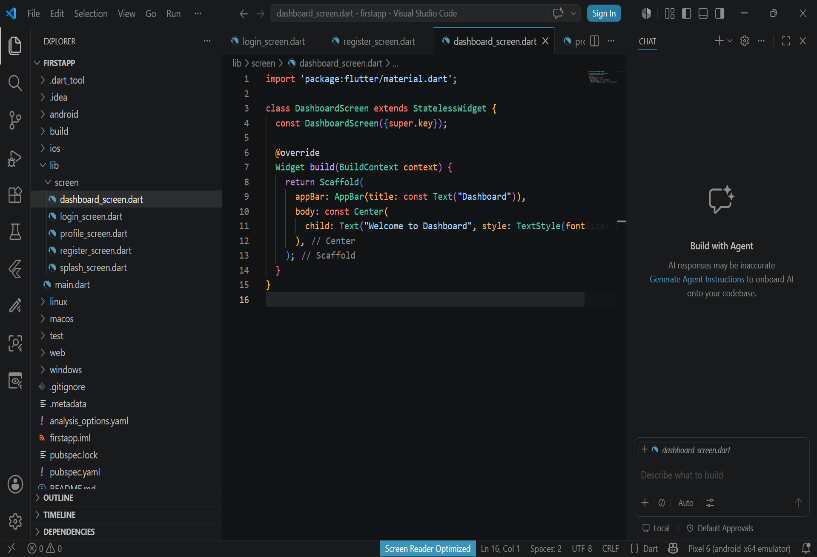 File Edit Selection View Go Run ···
dashboard_screen.dart - firstapp - Visual Studio Code
Sign In
EXPLORER
FIRSTAPP
.dart_tool
.idea
android
build
ios
lib
screen
dashboard_screen.dart
login_screen.dart
profile_screen.dart
register_screen.dart
splash_screen.dart
main.dart
linux
macos
test
web
windows
.gitignore
.metadata
analysis_options.yaml
firstapp.iml
pubspec.lock
pubspec.yaml
README.md
OUTLINE
TIMELINE
DEPENDENCIES
login_screen.dart register_screen.dart dashboard_screen.dart
lib > screen > dashboard_screen.dart > ...
1 import 'package:flutter/material.dart';
2
3 class DashboardScreen extends StatelessWidget {
4 const DashboardScreen({super.key});
5
6 @override
7 Widget build(BuildContext context) {
8 return Scaffold(
9 appBar: AppBar(title: const Text("Dashboard")),
10 body: const Center(
11 child: Text("Welcome to Dashboard", style: TextStyle(fontSize:
12 ), // Center
13 ); // Scaffold
14 }
15 }
16
CHAT
Build with Agent
AI responses may be inaccurate
Generate Agent Instructions to onboard AI
onto your codebase.
dashboard_screen.dart
Describe what to build
Auto
Local Default Approvals
0 0 Screen Reader Optimized Ln 16, Col 1 Spaces: 2 UTF-8 CRLF { } Dart Pixel 6 (android-x64 emulator)